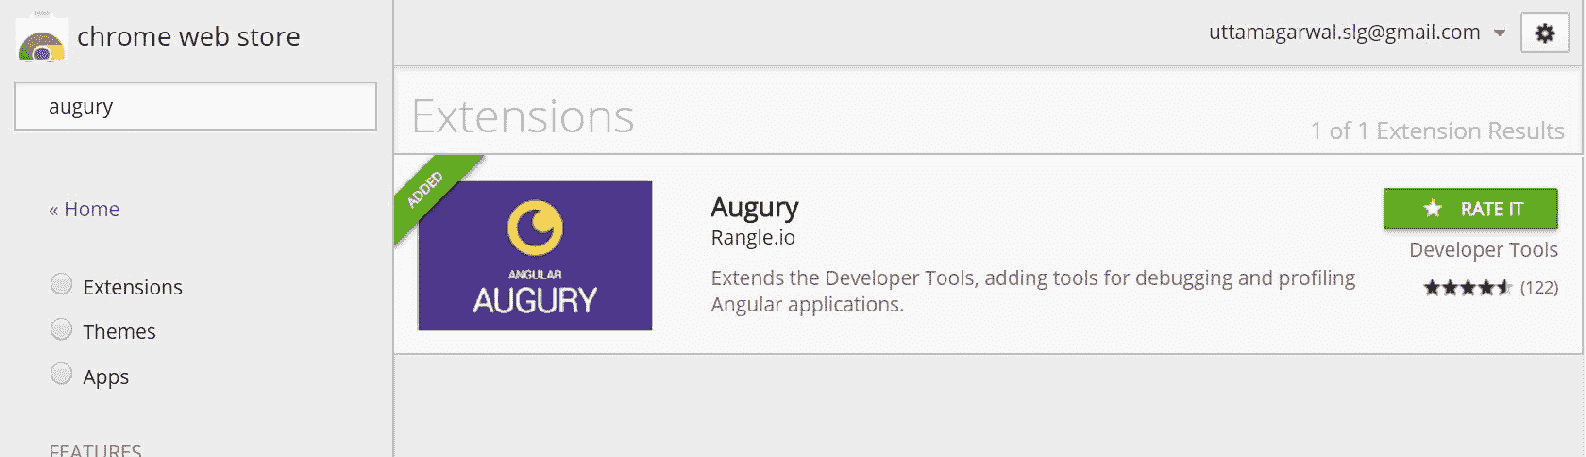 chrome web store
uttamagarwal.slg@gmail.com
augury
Extensions
1 of 1 Extension Results
« Home
Extensions
Themes
Apps
FEATURES
ADDED
ANGULAR
AUGURY
Augury
Rangle.io
Extends the Developer Tools, adding tools for debugging and profiling
Angular applications.
RATE IT
Developer Tools
(122)